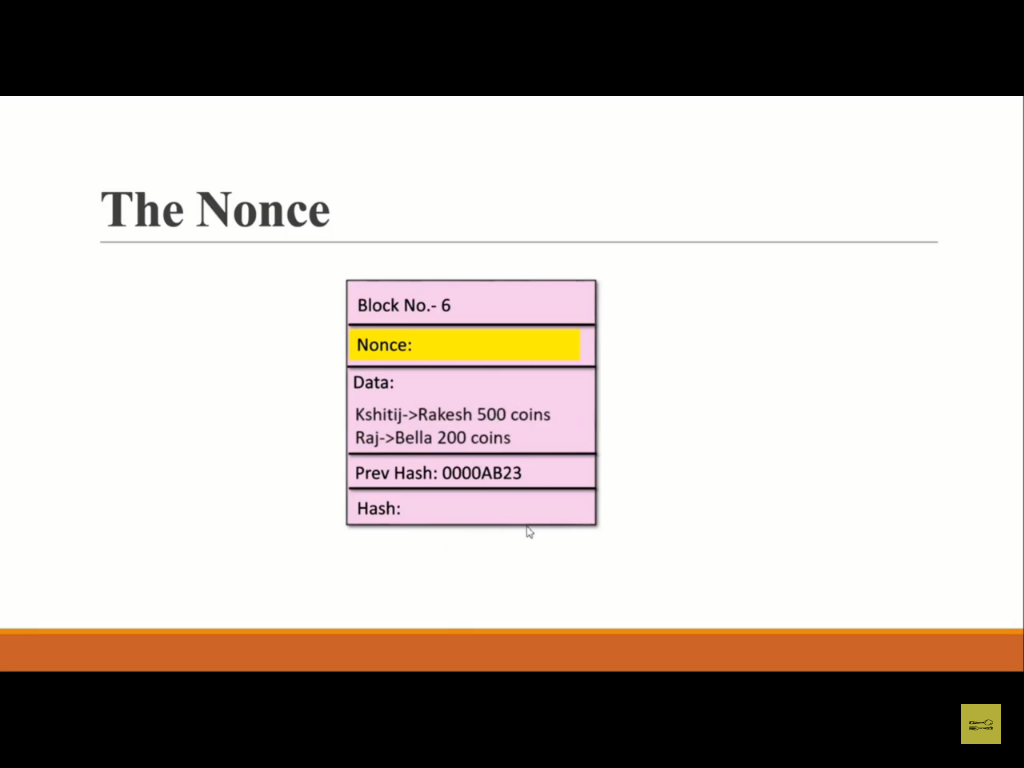 The Nonce
Block No.- 6
Nonce:
Data:
Kshitij->Rakesh 500 coins
Raj->Bella 200 coins
Prev Hash: 0000AB23
Hash: